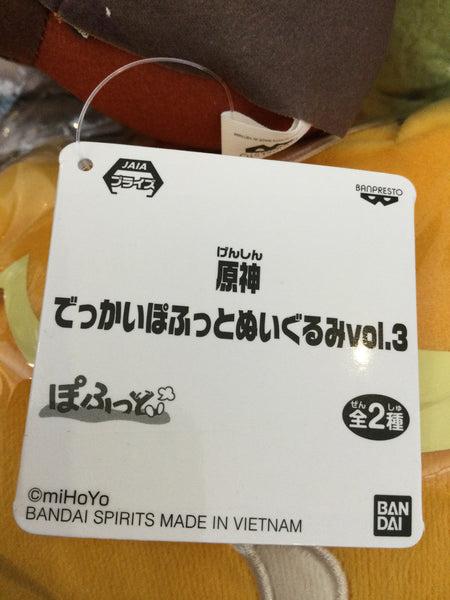 JAIA
プライズ
BANPRESTO
げんしん
原神
でっかいぽふっとぬいぐるみvol.3
ぽふっと
ぜん しゅ
全2種
©miHoYo
BANDAI SPIRITS MADE IN VIETNAM
BAN
DAI